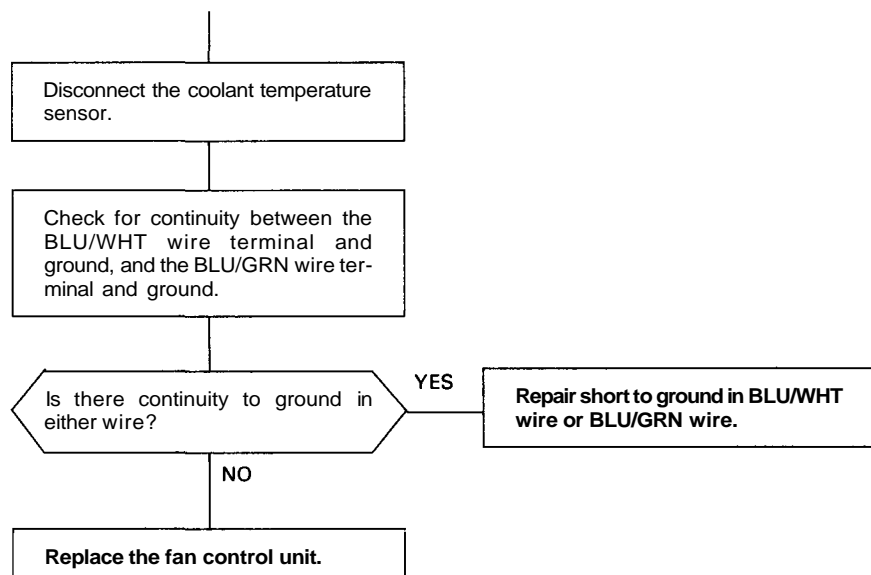 Disconnect the coolant temperature
sensor.
Check for continuity between the
BLU/WHT wire terminal and
ground, and the BLU/GRN wire ter-
minal and ground.
Is there continuity to ground in
either wire?
YES
Repair short to ground in BLU/WHT
wire or BLU/GRN wire.
NO
Replace the fan control unit.